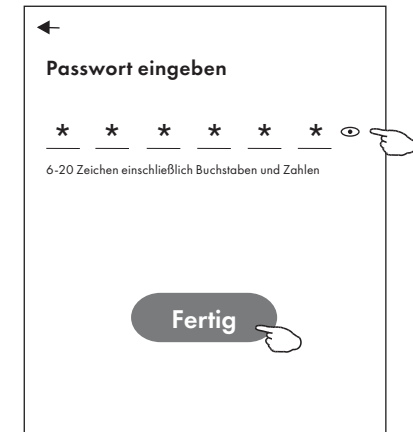 Passwort eingeben
* * * * * *
6-20 Zeichen einschließlich Buchstaben und Zahlen
Fertig